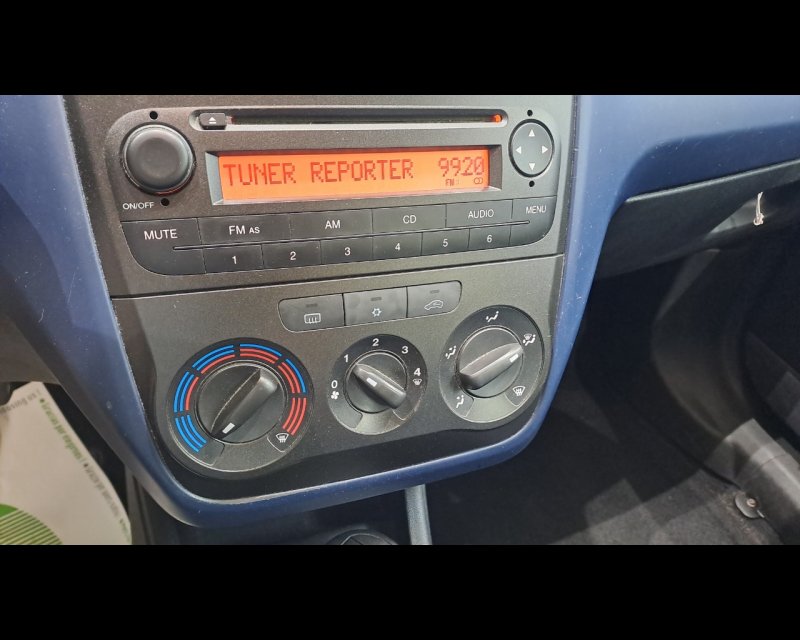 TUNER REPORTER 9920
FM
ON/OFF
MUTE FM AS AM CD AUDIO MENU
1 2 3 4 5 6
0 1 2 3 4